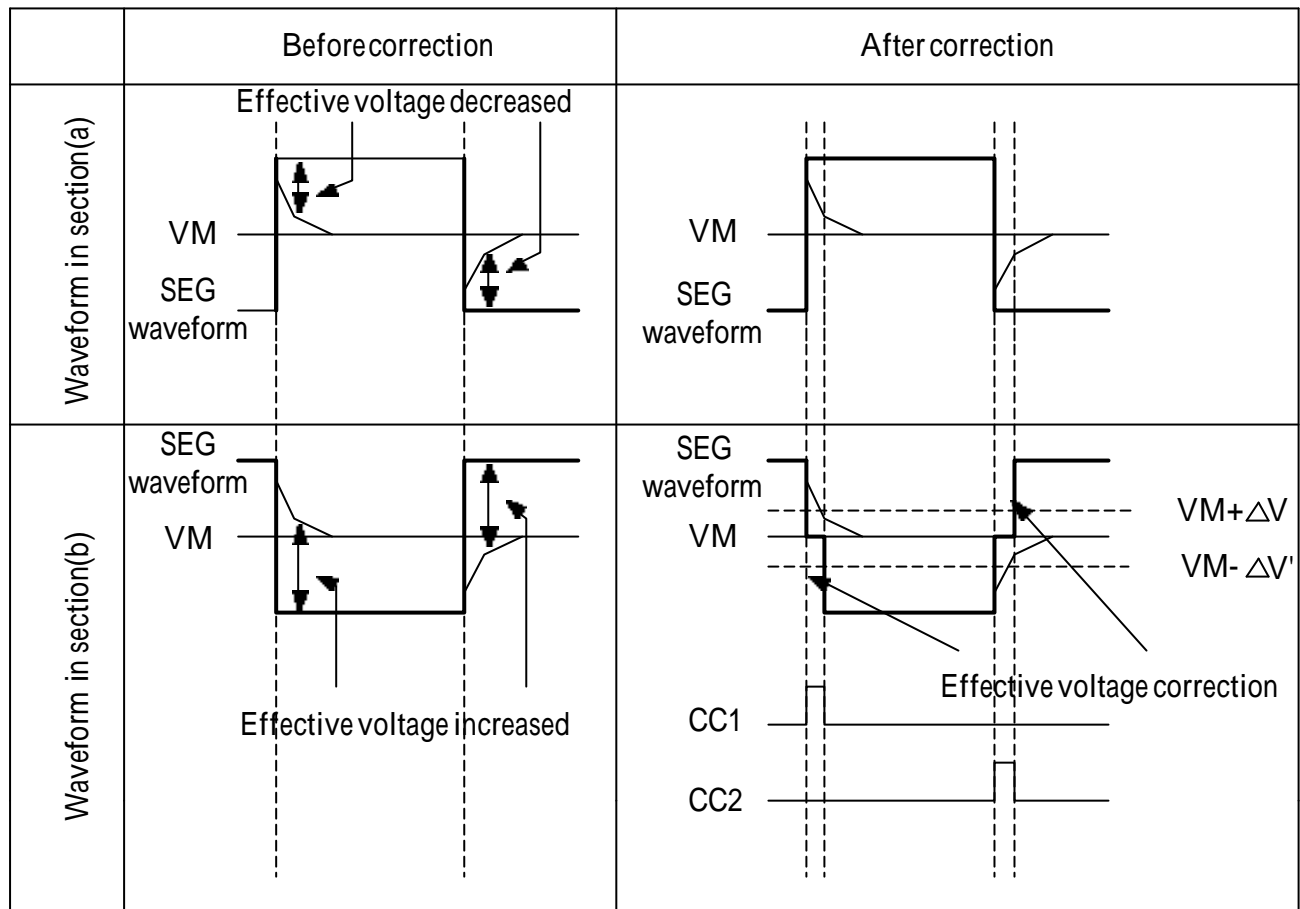 Before correction
After correction
Waveform in section(a)
Effective voltage decreased
VM
SEG
waveform
VM
SEG
waveform
Waveform in section(b)
SEG
waveform
VM
Effective voltage increased
SEG
waveform
VM
VM+△V
VM- △V'
Effective voltage correction
CC1
CC2